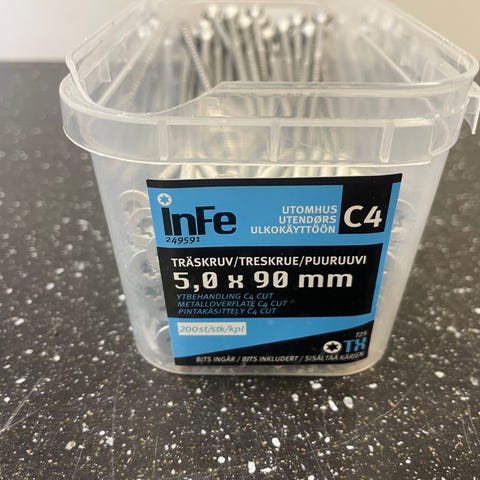 InFe
249591
UTOMHUS
UTENDØRS
ULKOKÄYTTÖÖN
C4
TRÄSKRUV/TRESKRUE/PUURUUVI
5,0 x 90 mm
YTBEHANDLING C4 CUT
METALLOVERFLATE C4 CUT
PINTAKÄSITTELY C4 CUT
200st/stk/kpl
T25
TX
BITS INGÅR / BITS INKLUDERT / SISÄLTÄÄ KÄRJEN